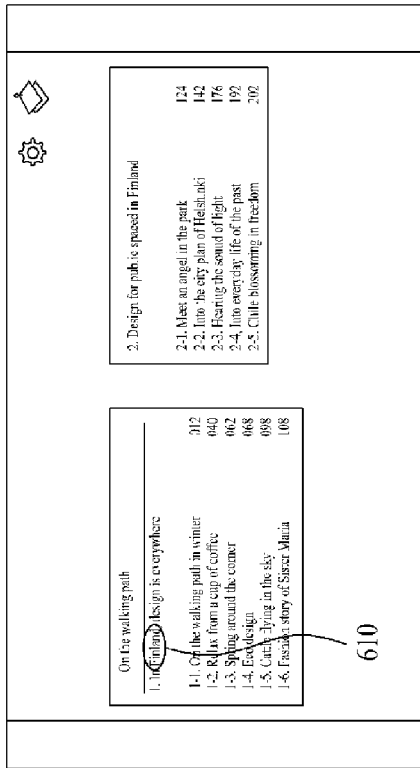 On the walking path
1. In Finland, design is everywhere
1-1. On the walking path in winter 012
1-2. Relax from a cup of coffee 040
1-3. Spring around the corner 062
1-4. Eco design 068
1-5. Cubb flying in the sky 098
1-6. Fashion story of Sister Maria 108
2. Design for public spaced in Finland
2-1. Meet an angel in the park 124
2-2. Into the city plan of Helsinki 142
2-3. Hearing the sound of light 176
2-4, Into everyday life of the past 192
2-5. Chile blossoming in freedom 202
610